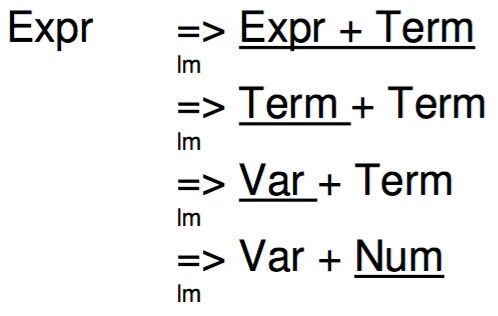 Expr => Expr + Term
lm
=> Term + Term
lm
=> Var + Term
lm
=> Var + Num
lm